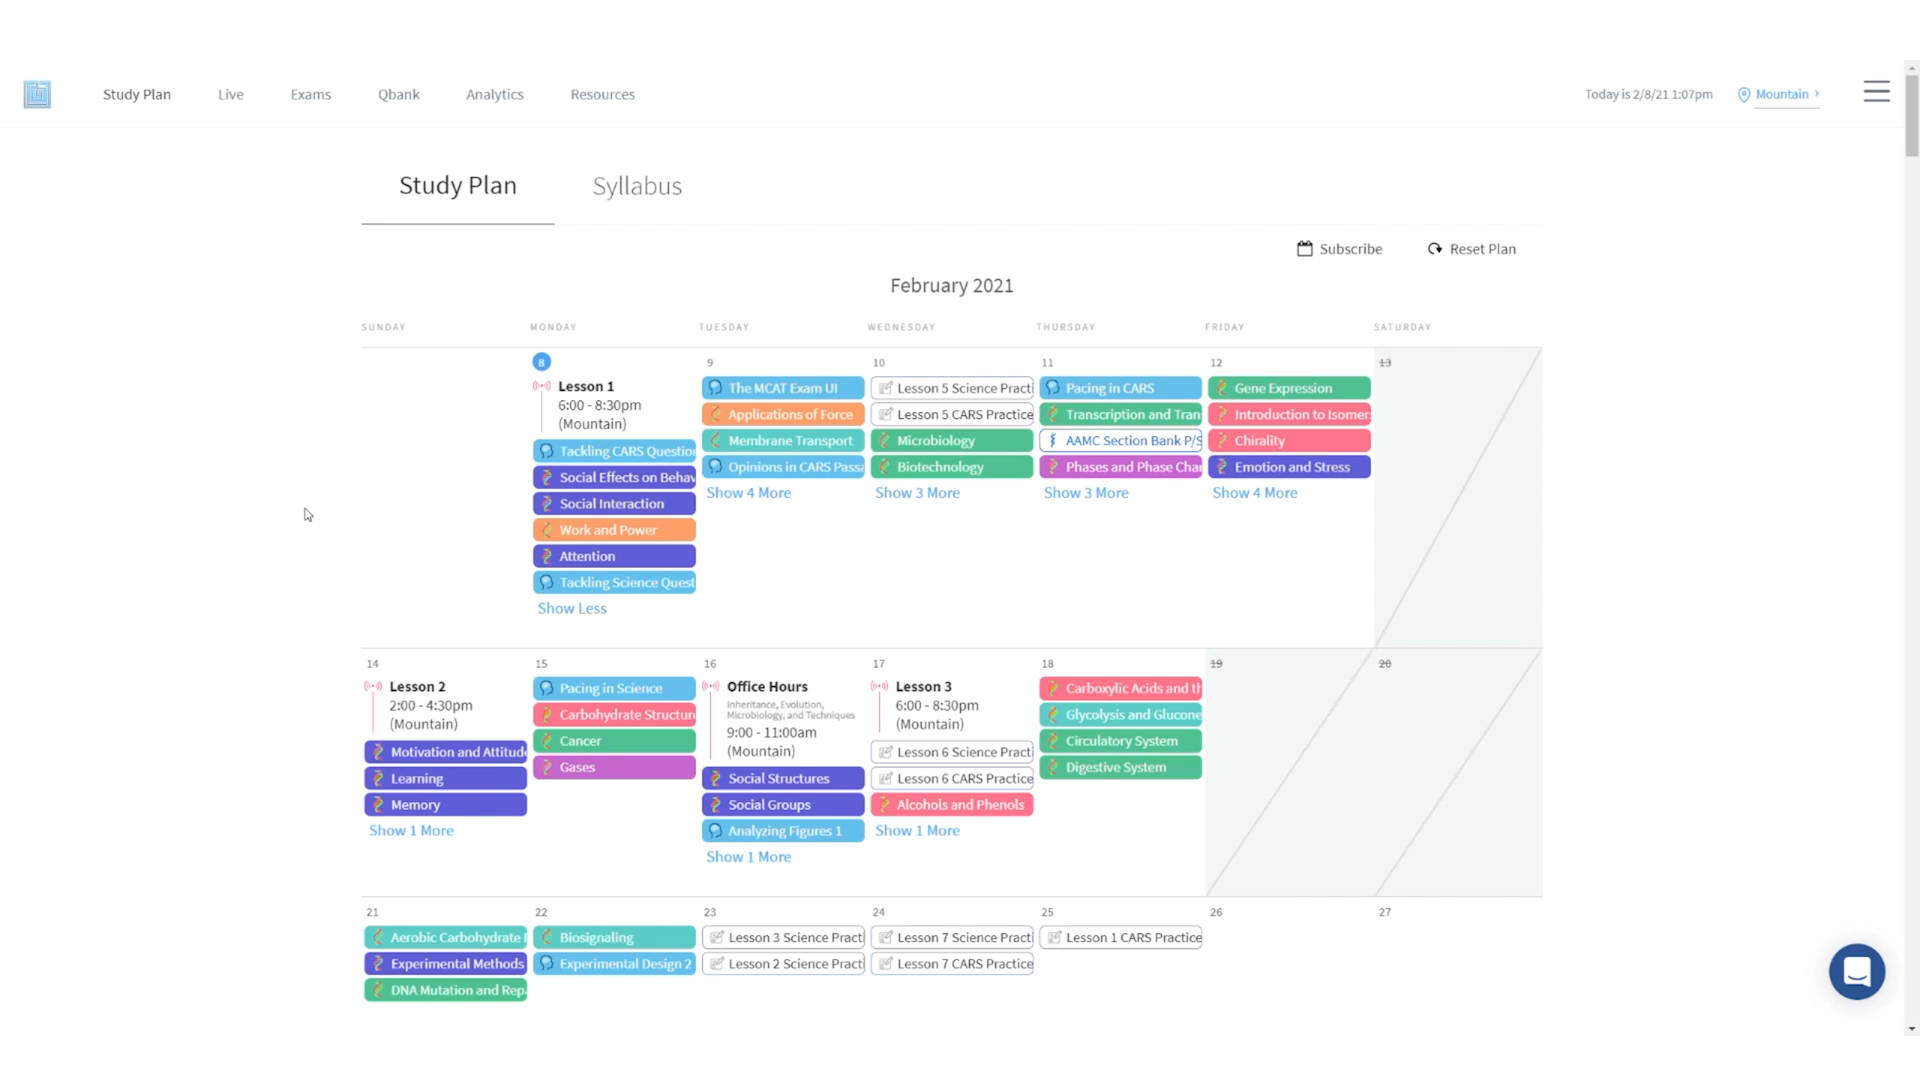 Study Plan
Live
Exams
Qbank
Analytics
Resources
Today is 2/8/21 1:07pm
Mountain
Study Plan
Syllabus
Subscribe
Reset Plan
February 2021
SUNDAY
MONDAY
TUESDAY
WEDNESDAY
THURSDAY
FRIDAY
SATURDAY
8
Lesson 1
6:00 - 8:30pm
(Mountain)
Tackling CARS Questio
Social Effects on Behav
Social Interaction
Work and Power
Attention
Tackling Science Quest
Show Less
9
The MCAT Exam UI
Applications of Force
Membrane Transport
Opinions in CARS Passa
Show 4 More
10
Lesson 5 Science Practi
Lesson 5 CARS Practice
Microbiology
Biotechnology
Show 3 More
11
Pacing in CARS
Transcription and Tran
AAMC Section Bank P/S
Phases and Phase Char
Show 3 More
12
Gene Expression
Introduction to Isomer
Chirality
Emotion and Stress
Show 4 More
13
14
Lesson 2
2:00 - 4:30pm
(Mountain)
Motivation and Attitud
Learning
Memory
Show 1 More
15
Pacing in Science
Carbohydrate Structur
Cancer
Gases
16
Office Hours
Inheritance, Evolution,
Microbiology, and Techniques
9:00 - 11:00am
(Mountain)
Social Structures
Social Groups
Analyzing Figures 1
Show 1 More
17
Lesson 3
6:00 - 8:30pm
(Mountain)
Lesson 6 Science Practi
Lesson 6 CARS Practice
Alcohols and Phenols
Show 1 More
18
Carboxylic Acids and th
Glycolysis and Glucone
Circulatory System
Digestive System
19
20
21
Aerobic Carbohydrate
Experimental Methods
DNA Mutation and Repa
22
Biosignaling
Experimental Design 2
23
Lesson 3 Science Practi
Lesson 2 Science Practi
24
Lesson 7 Science Practi
Lesson 7 CARS Practice
25
Lesson 1 CARS Practice
26
27